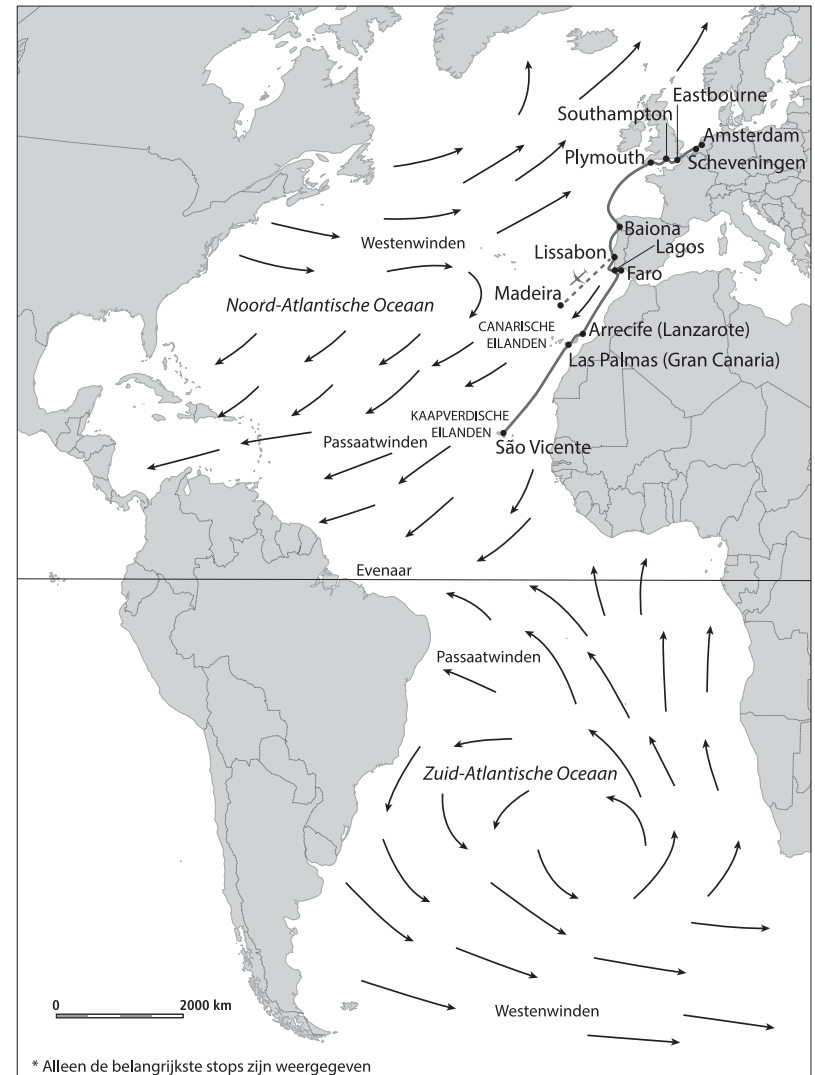 Eastbourne
Southampton
Amsterdam
Plymouth
Scheveningen
Baiona
Westenwinden
Lissabon
Lagos
Faro
Madeira
Noord-Atlantische Oceaan
CANARISCHE
EILANDEN
Arrecife (Lanzarote)
Las Palmas (Gran Canaria)
KAAPVERDISCHE
EILANDEN
Passaatwinden
São Vicente
Evenaar
Passaatwinden
Zuid-Atlantische Oceaan
0 2000 km
Westenwinden
* Alleen de belangrijkste stops zijn weergegeven